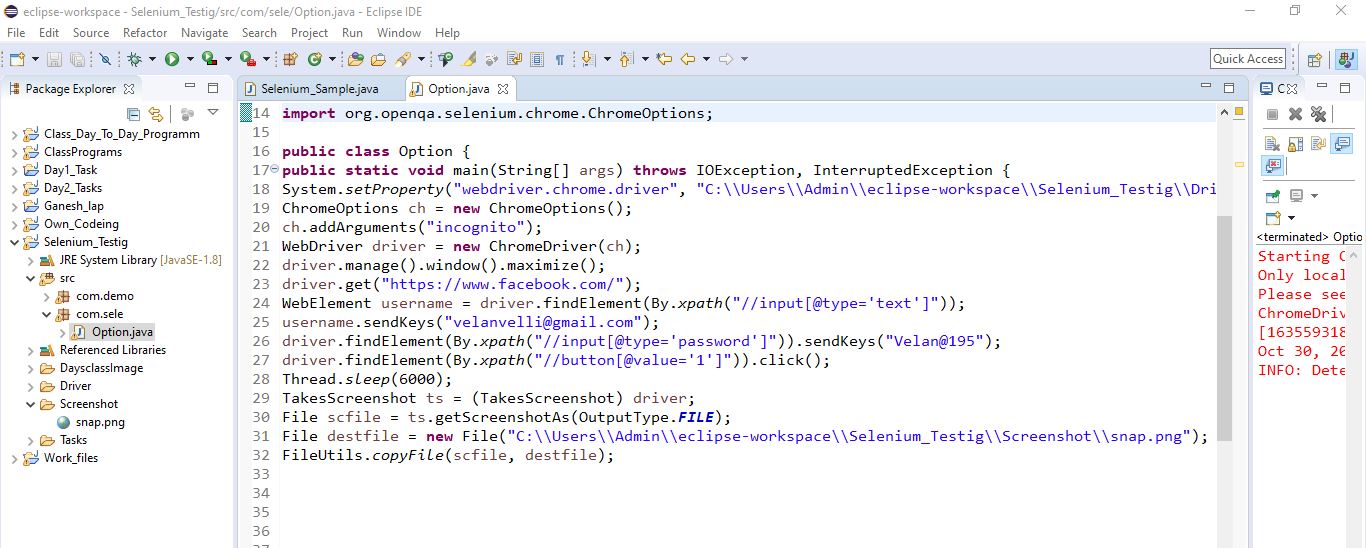 eclipse-workspace - Selenium_Testig/src/com/sele/Option.java - Eclipse IDE
File Edit Source Refactor Navigate Search Project Run Window Help
Quick Access
Package Explorer
Selenium_Sample.java
Option.java
C
Class_Day_To_Day_Programm
ClassPrograms
Day1_Task
Day2_Tasks
Ganesh_lap
Own_Codeing
Selenium_Testig
JRE System Library [JavaSE-1.8]
src
com.demo
com.sele
Option.java
Referenced Libraries
DaysclassImage
Driver
Screenshot
snap.png
Tasks
Work_files
14 import org.openqa.selenium.chrome.ChromeOptions;
15
16 public class Option {
17 public static void main(String[] args) throws IOException, InterruptedException {
18 System.setProperty("webdriver.chrome.driver", "C:\\Users\\Admin\\eclipse-workspace\\Selenium_Testig\\Dri
19 ChromeOptions ch = new ChromeOptions();
20 ch.addArguments("incognito");
21 WebDriver driver = new ChromeDriver(ch);
22 driver.manage().window().maximize();
23 driver.get("https://www.facebook.com/");
24 WebElement username = driver.findElement(By.xpath("//input[@type='text']"));
25 username.sendKeys("velanvelli@gmail.com");
26 driver.findElement(By.xpath("//input[@type='password']")).sendKeys("Velan@195");
27 driver.findElement(By.xpath("//button[@value='1']")).click();
28 Thread.sleep(6000);
29 TakesScreenshot ts = (TakesScreenshot) driver;
30 File scfile = ts.getScreenshotAs(OutputType.FILE);
31 File destfile = new File("C:\\Users\\Admin\\eclipse-workspace\\Selenium_Testig\\Screenshot\\snap.png");
32 FileUtils.copyFile(scfile, destfile);
33
34
35
36
<terminated> Optio
Starting C
Only local
Please see
ChromeDriv
[163559318
Oct 30, 20
INFO: Dete